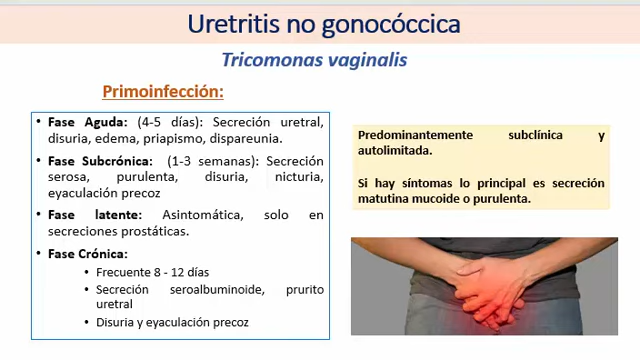 Uretritis no gonocóccica
Tricomonas vaginalis
Primoinfección:
• Fase Aguda: (4-5 días): Secreción uretral,
disuria, edema, priapismo, dispareunia.
• Fase Subcrónica: (1-3 semanas): Secreción
serosa, purulenta, disuria, nicturia,
eyaculación precoz
• Fase latente: Asintomática, solo en
secreciones prostáticas.
• Fase Crónica:
• Frecuente 8 - 12 días
• Secreción seroalbuminoide, prurito
uretral
• Disuria y eyaculación precoz
Predominantemente subclínica y
autolimitada.
Si hay síntomas lo principal es secreción
matutina mucoide o purulenta.